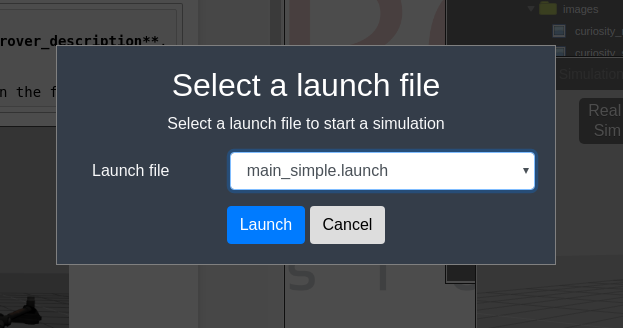 images
rover_description**.
curiosity_
curiosity_
Simulation
n the f
Real
Sim
Select a launch file
Select a launch file to start a simulation
Launch file
main_simple.launch
Launch
Cancel